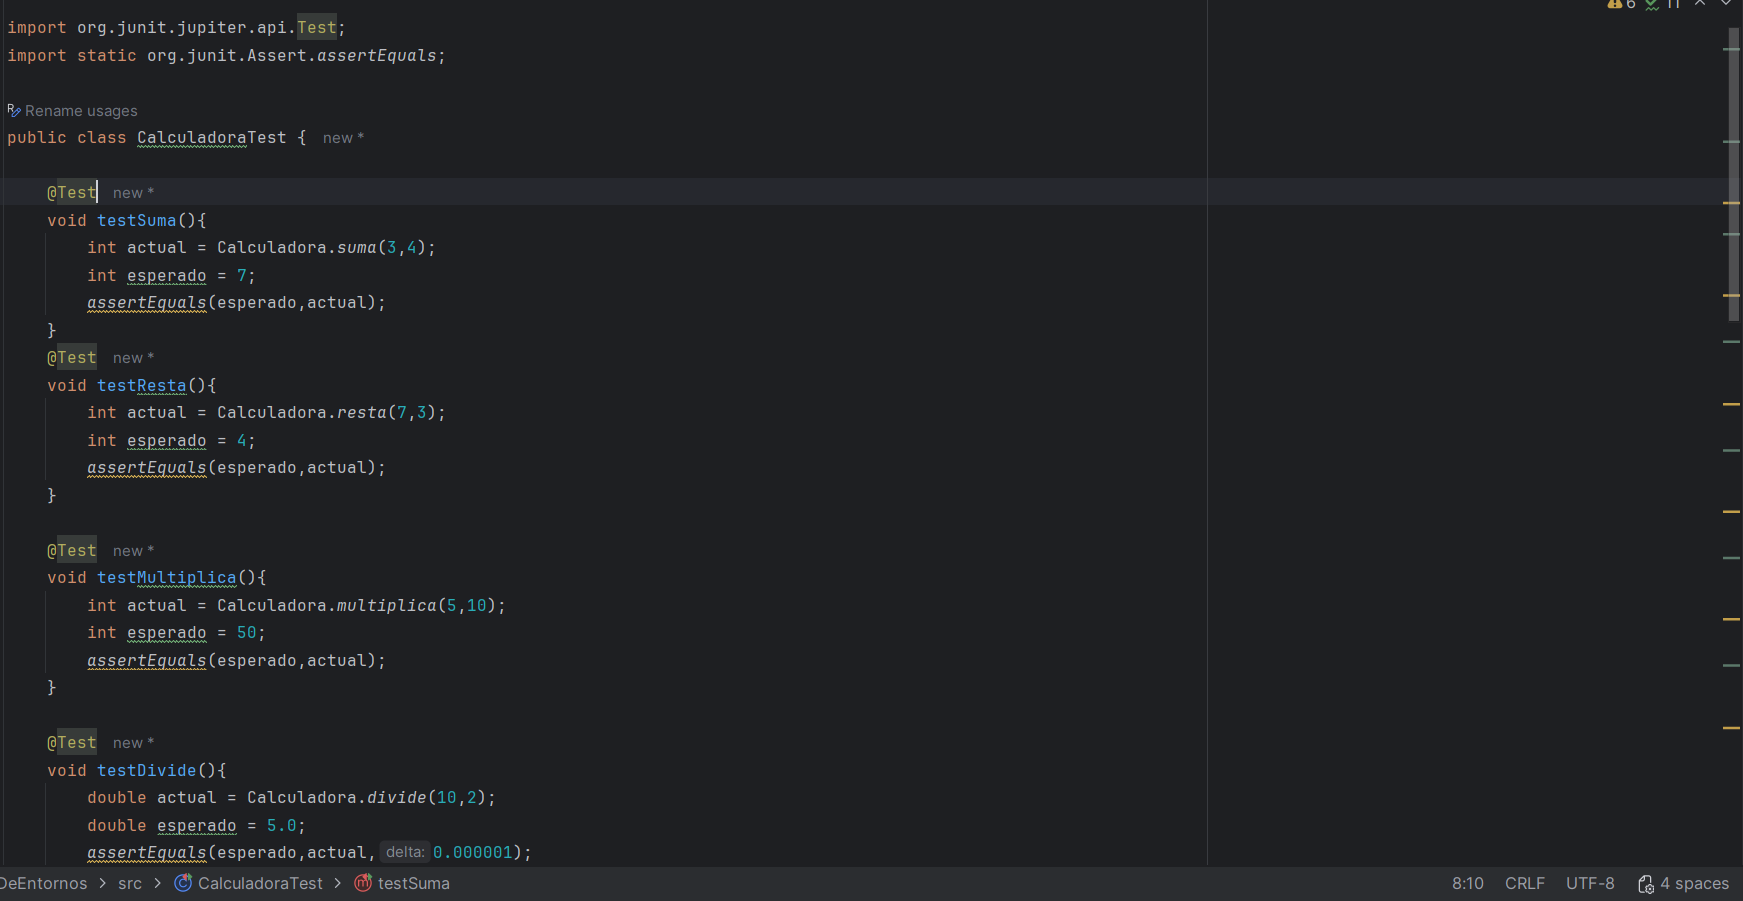 6 11
import org.junit.jupiter.api.Test;
import static org.junit.Assert.assertEquals;
Rename usages
public class CalculadoraTest { new *
@Test new *
void testSuma(){
int actual = Calculadora.suma(3,4);
int esperado = 7;
assertEquals(esperado,actual);
}
@Test new *
void testResta(){
int actual = Calculadora.resta(7,3);
int esperado = 4;
assertEquals(esperado,actual);
}
@Test new *
void testMultiplica(){
int actual = Calculadora.multiplica(5,10);
int esperado = 50;
assertEquals(esperado,actual);
}
@Test new *
void testDivide(){
double actual = Calculadora.divide(10,2);
double esperado = 5.0;
assertEquals(esperado,actual, delta: 0.000001);
DeEntornos > src > CalculadoraTest > testSuma 8:10 CRLF UTF-8 4 spaces